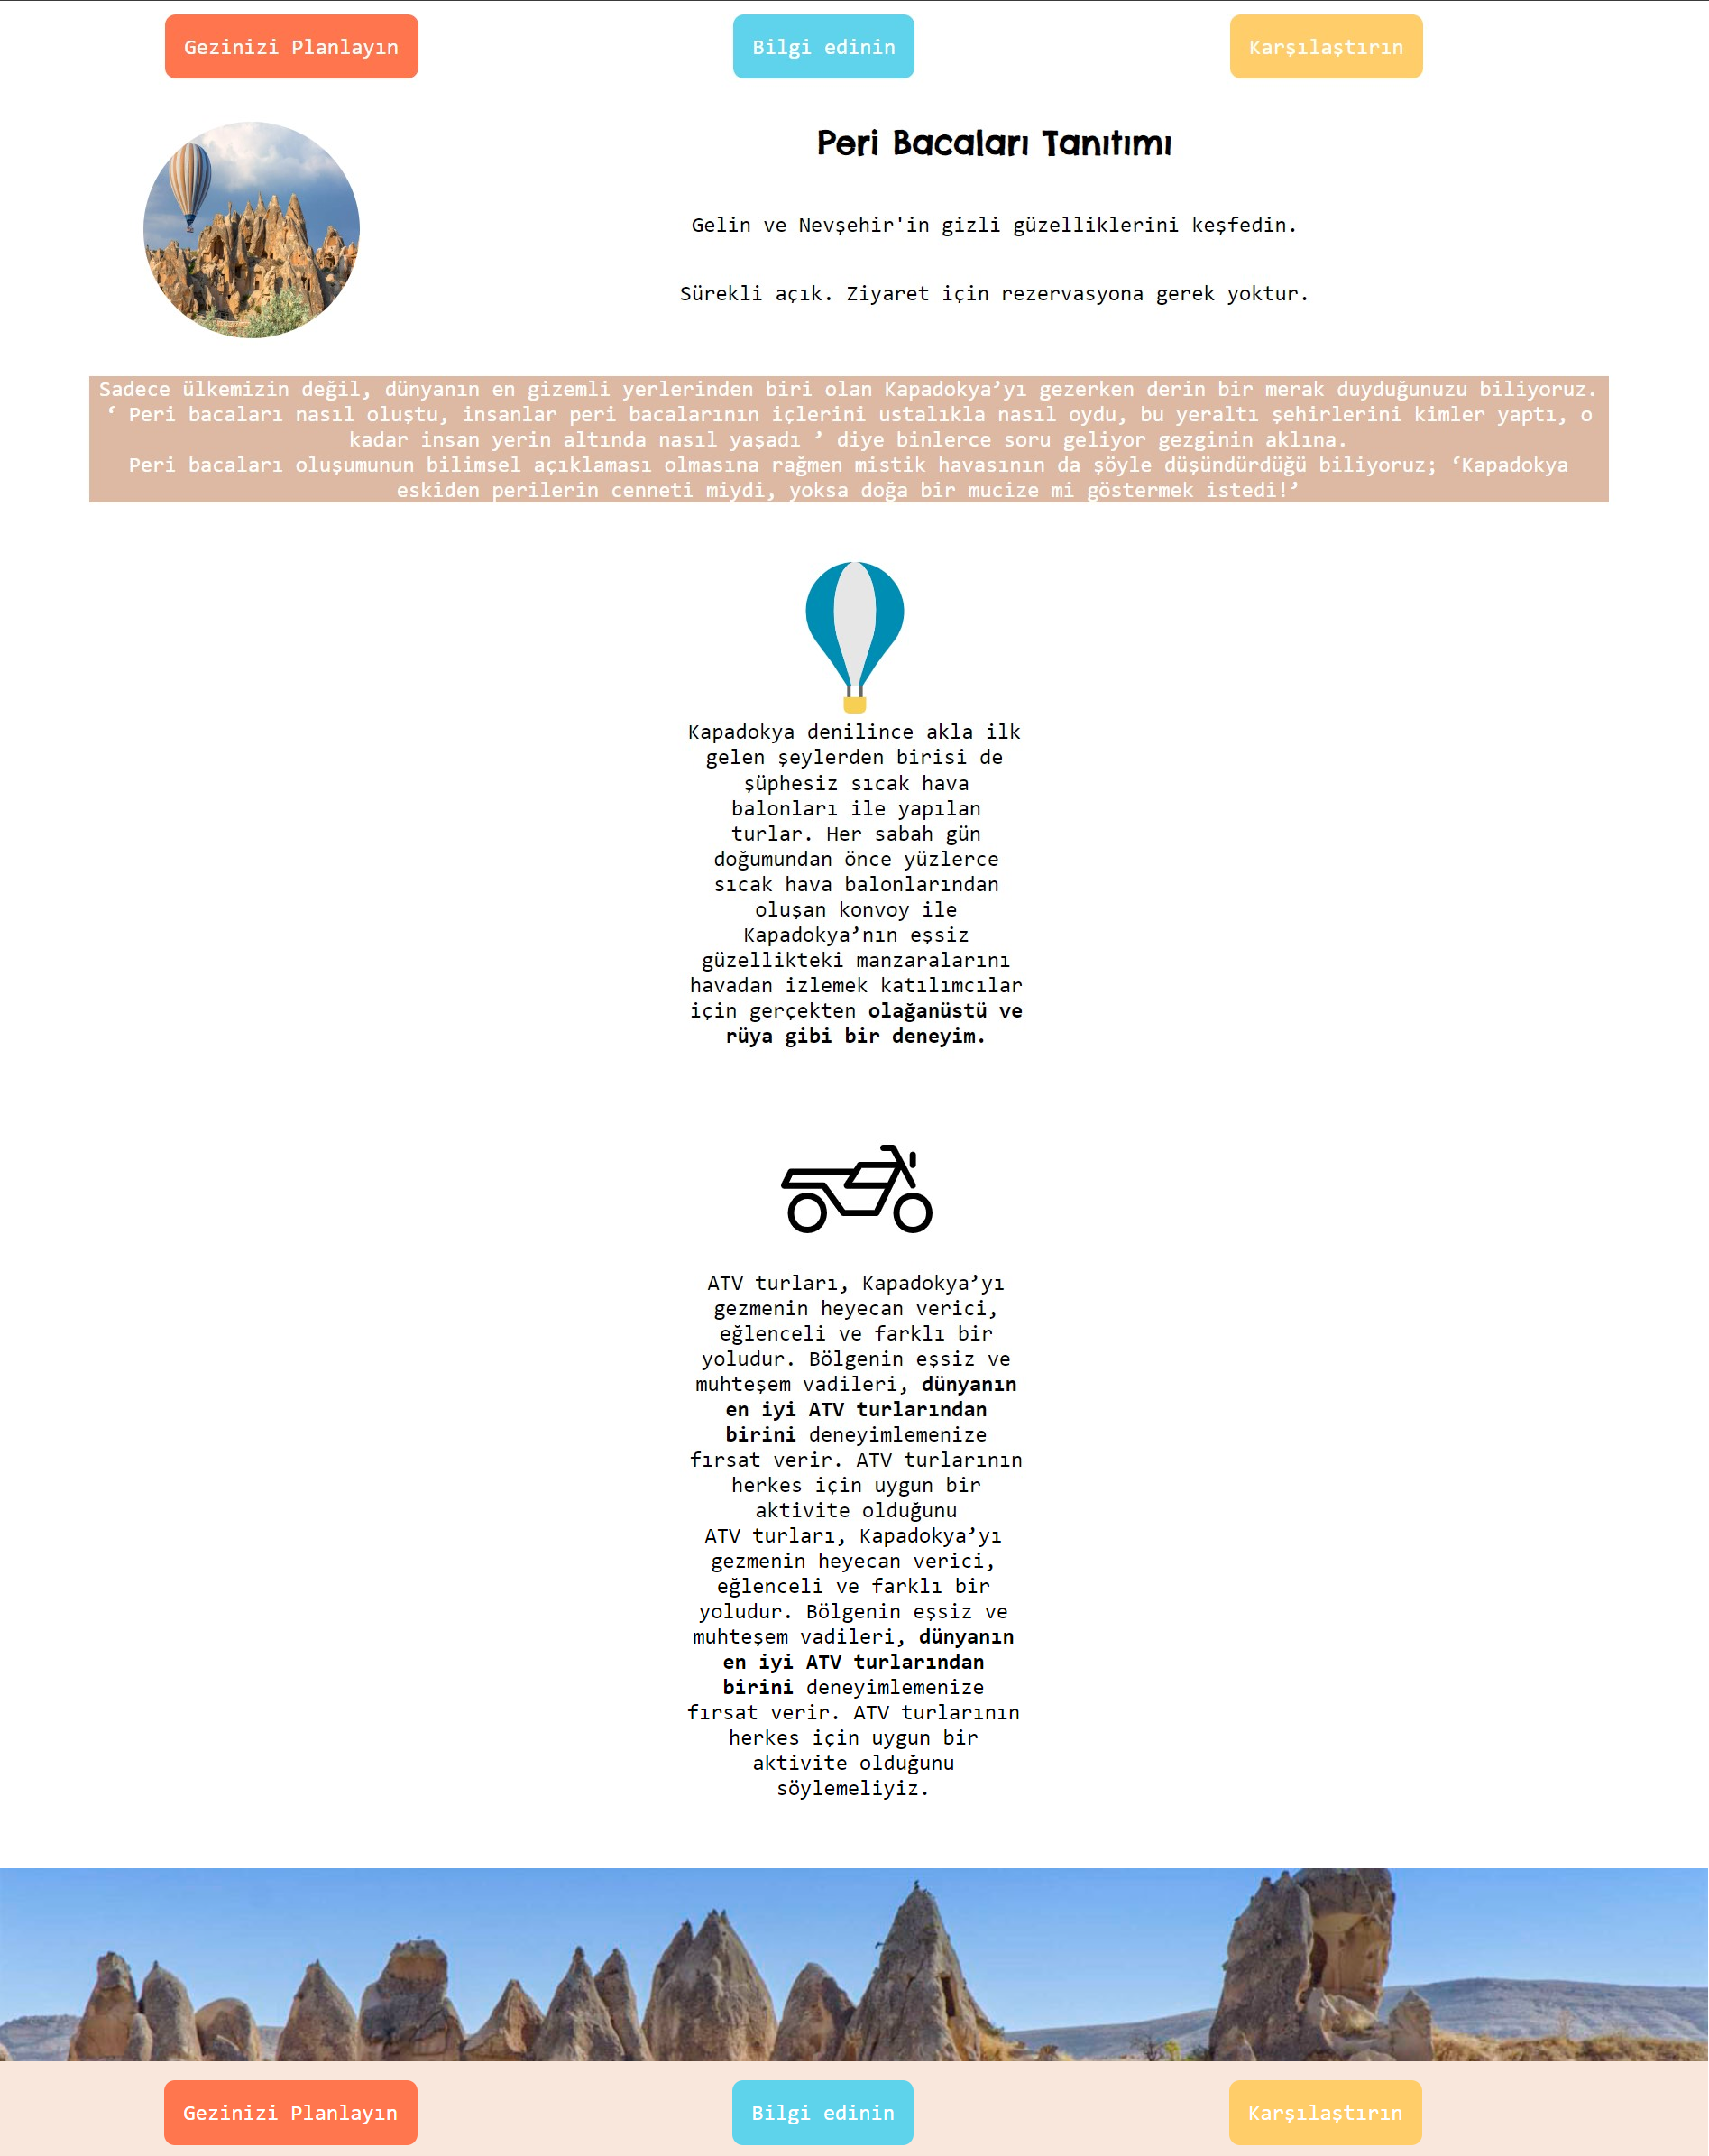 Gezinizi Planlayın
Bilgi edinin
Karşılaştırın
Peri Bacaları Tanıtımı
Gelin ve Nevşehir'in gizli güzelliklerini keşfedin.
Sürekli açık. Ziyaret için rezervasyona gerek yoktur.
Sadece ülkemizin değil, dünyanın en gizemli yerlerinden biri olan Kapadokya’yı gezerken derin bir merak duyduğunuzu biliyoruz.
‘ Peri bacaları nasıl oluştu, insanlar peri bacalarının içlerini ustalıkla nasıl oydu, bu yeraltı şehirlerini kimler yaptı, o
kadar insan yerin altında nasıl yaşadı ’ diye binlerce soru geliyor gezginin aklına.
Peri bacaları oluşumunun bilimsel açıklaması olmasına rağmen mistik havasının da şöyle düşündürdüğü biliyoruz; ‘Kapadokya
eskiden perilerin cenneti miydi, yoksa doğa bir mucize mi göstermek istedi!’
Kapadokya denilince akla ilk
gelen şeylerden birisi de
şüphesiz sıcak hava
balonları ile yapılan
turlar. Her sabah gün
doğumundan önce yüzlerce
sıcak hava balonlarından
oluşan konvoy ile
Kapadokya’nın eşsiz
güzellikteki manzaralarını
havadan izlemek katılımcılar
için gerçekten olağanüstü ve
rüya gibi bir deneyim.
ATV turları, Kapadokya’yı
gezmenin heyecan verici,
eğlenceli ve farklı bir
yoludur. Bölgenin eşsiz ve
muhteşem vadileri, dünyanın
en iyi ATV turlarından
birini deneyimlemenize
fırsat verir. ATV turlarının
herkes için uygun bir
aktivite olduğunu
ATV turları, Kapadokya’yı
gezmenin heyecan verici,
eğlenceli ve farklı bir
yoludur. Bölgenin eşsiz ve
muhteşem vadileri, dünyanın
en iyi ATV turlarından
birini deneyimlemenize
fırsat verir. ATV turlarının
herkes için uygun bir
aktivite olduğunu
söylemeliyiz.
Gezinizi Planlayın
Bilgi edinin
Karşılaştırın